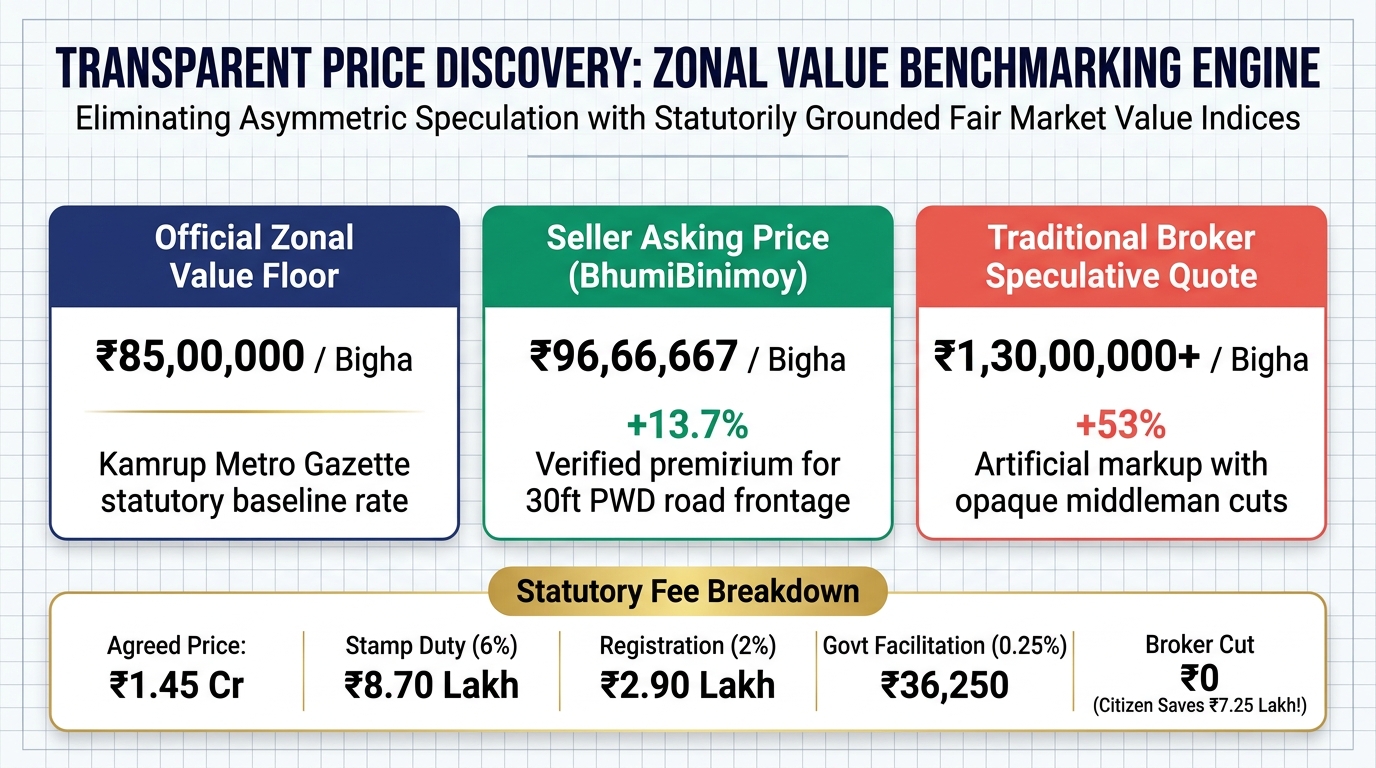 TRANSPARENT PRICE DISCOVERY: ZONAL VALUE BENCHMARKING ENGINE
Eliminating Asymmetric Speculation with Statutorily Grounded Fair Market Value Indices
Official Zonal
Value Floor
₹85,00,000 / Bigha
Kamrup Metro Gazette
statutory baseline rate
Seller Asking Price
(BhumiBinimoy)
₹96,66,667 / Bigha
+13.7%
Verified premiтium for
30ft PWD road frontage
Traditional Broker
Speculative Quote
₹1,30,00,000+ / Bigha
+53%
Artificial markup with
opaque middleman cuts
Statutory Fee Breakdown
Agreed Price:
₹1.45 Cr
Stamp Duty (6%)
₹8.70 Lakh
Registration (2%)
₹2.90 Lakh
Govt Facilitation (0.25%)
₹36,250
Broker Cut
₹0
(Citizen Saves ₹7.25 Lakh!)